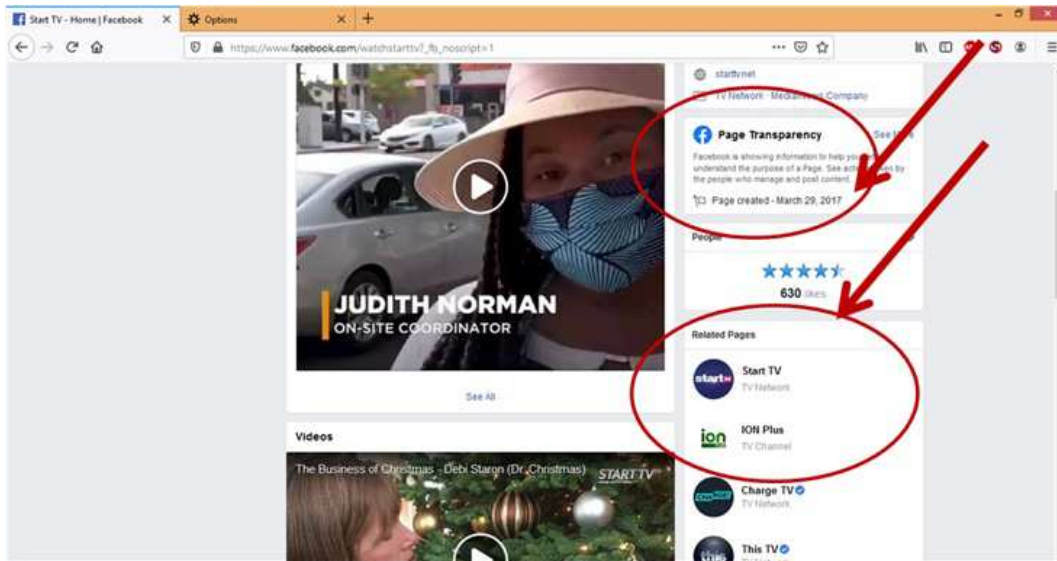 Start TV - Home | Facebook
Options
https://www.facebook.com/watchstarttv?_fb_noscript=1
starttv.net
TV Network · Media/News Company
Page Transparency
See More
Facebook is showing information to help you
understand the purpose of a Page. See actions taken by
the people who manage and post content.
Page created - March 29, 2017
People
630 likes
Related Pages
Start TV
TV Network
ION Plus
TV Channel
Charge TV
TV Network
This TV
JUDITH NORMAN
ON-SITE COORDINATOR
See All
Videos
The Business of Christmas - Debi Staron (Dr. Christmas)
START TV
start
ion
this